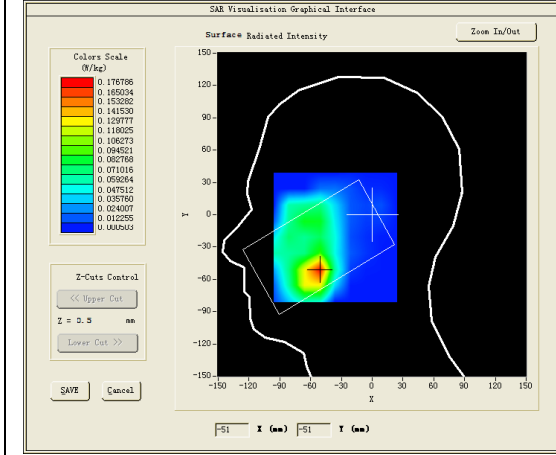 SAR Visualisation Graphical Interface
Surface Radiated Intensity
Zoom In/Out
Colors Scale
(W/kg)
0.176786
0.165034
0.153282
0.141530
0.129777
0.118025
0.106273
0.094521
0.082768
0.071016
0.059264
0.047512
0.035760
0.024007
0.012255
0.000503
150
120
90
60
30
0
-30
-60
-90
-120
-150
Y
-150 -120 -90 -60 -30 0 30 60 90 120 150
X
Z-Cuts Control
<< Upper Cut
Z = 0.5 mm
Lower Cut >>
SAVE Cancel
-51 X (mm) -51 Y (mm)